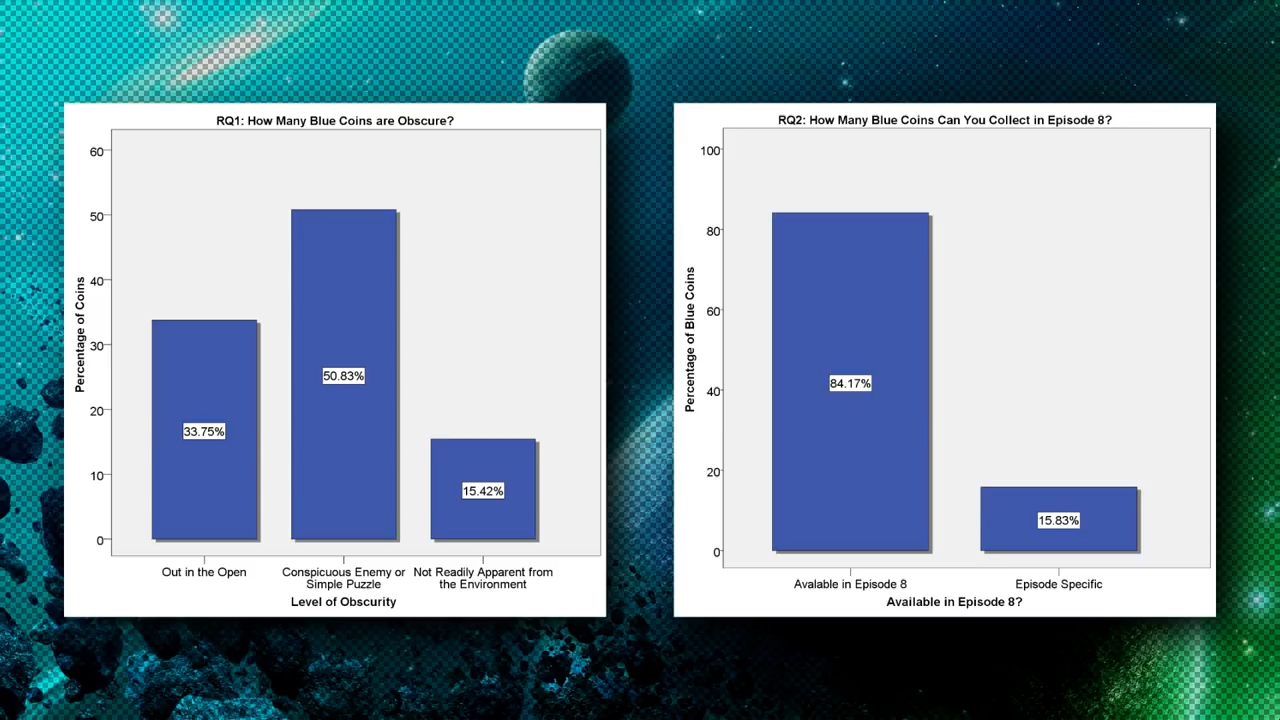 RQ1: How Many Blue Coins are Obscure?
60
50
40
30
20
10
0
Percentage of Coins
33.75%
50.83%
15.42%
Out in the Open
Conspicuous Enemy or
Simple Puzzle
Not Readily Apparent from
the Environment
Level of Obscurity
RQ2: How Many Blue Coins Can You Collect in Episode 8?
100
80
60
40
20
0
Percentage of Blue Coins
84.17%
15.83%
Avalable in Episode 8
Episode Specific
Available in Episode 8?